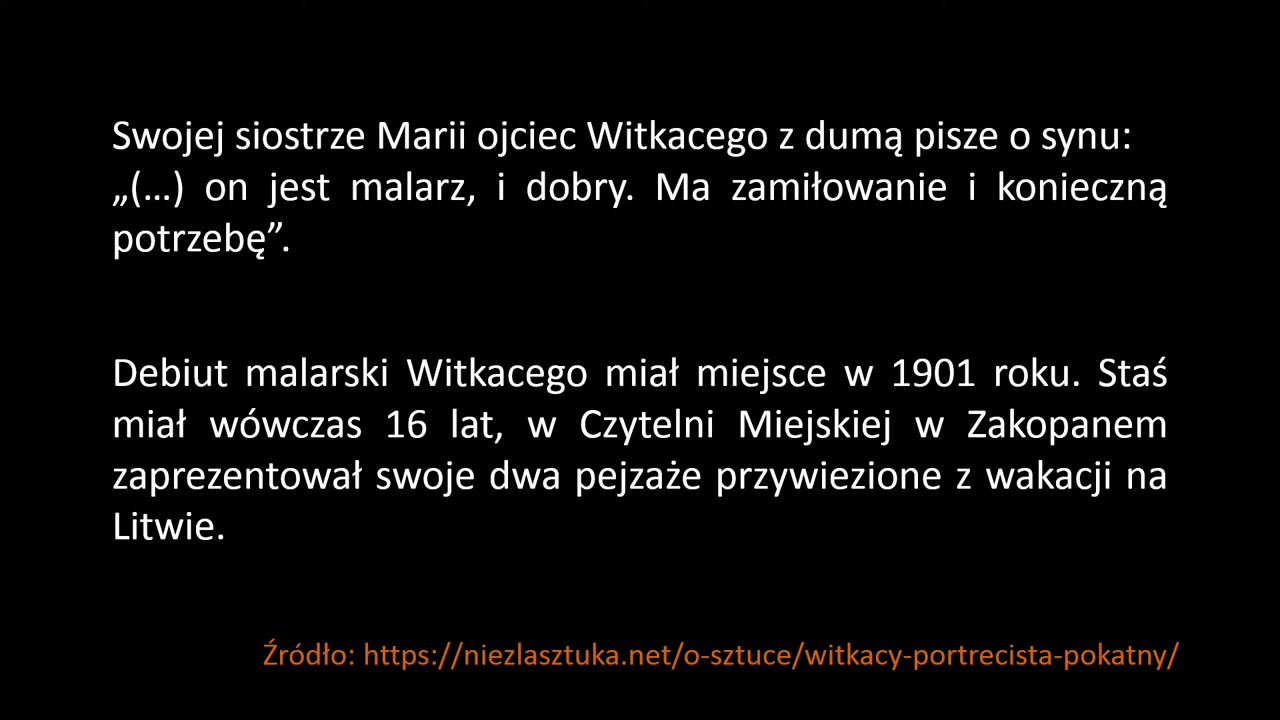 Swojej siostrze Marii ojciec Witkacego z dumą pisze o synu:
„(…) on jest malarz, i dobry. Ma zamiłowanie i konieczną
potrzebę”.
Debiut malarski Witkacego miał miejsce w 1901 roku. Staś
miał wówczas 16 lat, w Czytelni Miejskiej w Zakopanem
zaprezentował swoje dwa pejzaże przywiezione z wakacji na
Litwie.
Źródło: https://niezlasztuka.net/o-sztuce/witkacy-portrecista-pokatny/